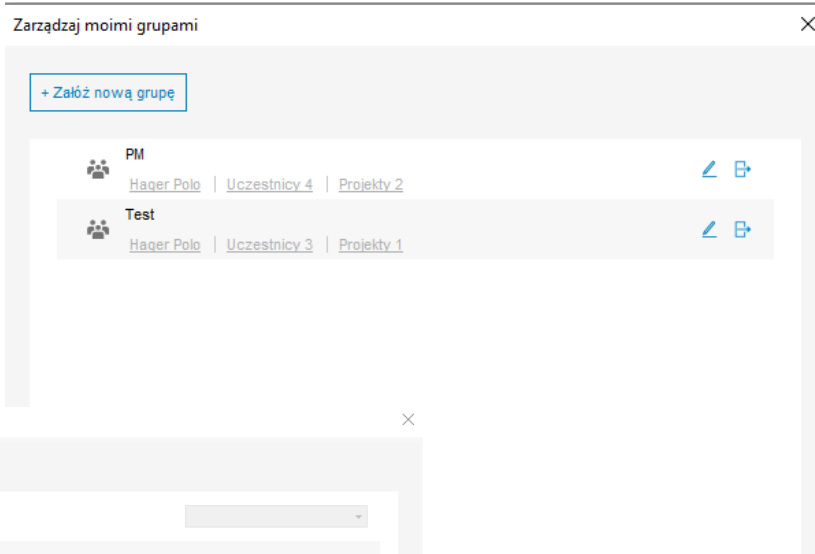 Zarządzaj moimi grupami
+ Załóż nową grupę
PM
Hager Polo | Uczestnicy 4 | Projekty 2
Test
Hager Polo | Uczestnicy 3 | Projekty 1